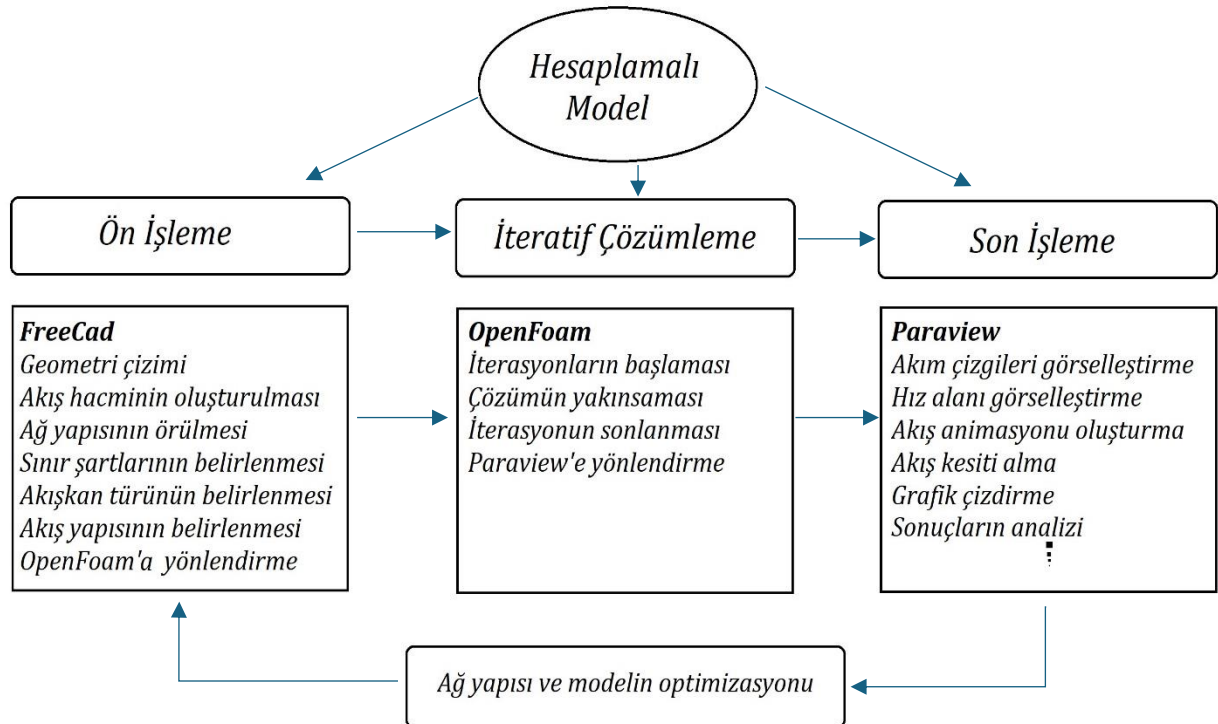 Hesaplamalı
Model
Ön İşleme
İteratif Çözümleme
Son İşleme
FreeCad
Geometri çizimi
Akış hacminin oluşturulması
Ağ yapısının örülmesi
Sınır şartlarının belirlenmesi
Akışkan türünün belirlenmesi
Akış yapısının belirlenmesi
OpenFoam'a yönlendirme
OpenFoam
İterasyonların başlaması
Çözümün yakınsaması
İterasyonun sonlanması
Paraview'e yönlendirme
Paraview
Akım çizgileri görselleştirme
Hız alanı görselleştirme
Akış animasyonu oluşturma
Akış kesiti alma
Grafik çizdirme
Sonuçların analizi
Ağ yapısı ve modelin optimizasyonu